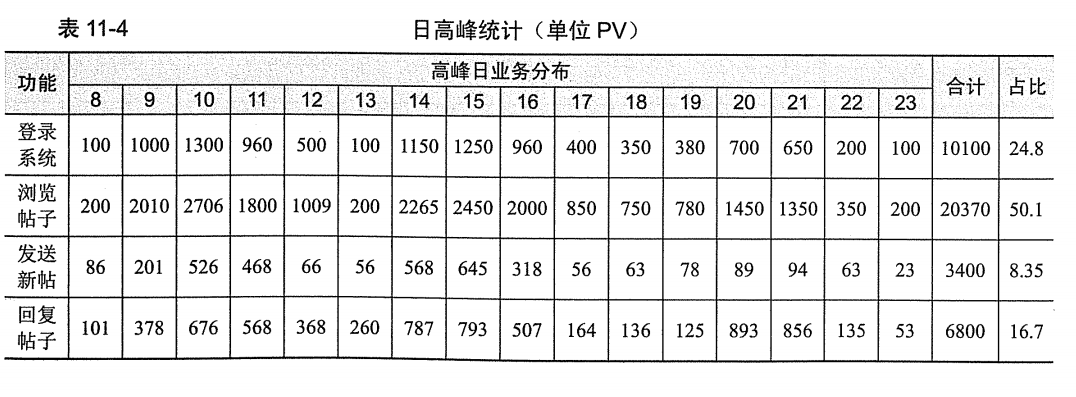 表 11-4 日高峰统计（单位 PV）
功能 高峰日业务分布 合计 占比
8 9 10 11 12 13 14 15 16 17 18 19 20 21 22 23
登录系统 100 1000 1300 960 500 100 1150 1250 960 400 350 380 700 650 200 100 10100 24.8
浏览帖子 200 2010 2706 1800 1009 200 2265 2450 2000 850 750 780 1450 1350 350 200 20370 50.1
发送新帖 86 201 526 468 66 56 568 645 318 56 63 78 89 94 63 23 3400 8.35
回复帖子 101 378 676 568 368 260 787 793 507 164 136 125 893 856 135 53 6800 16.7